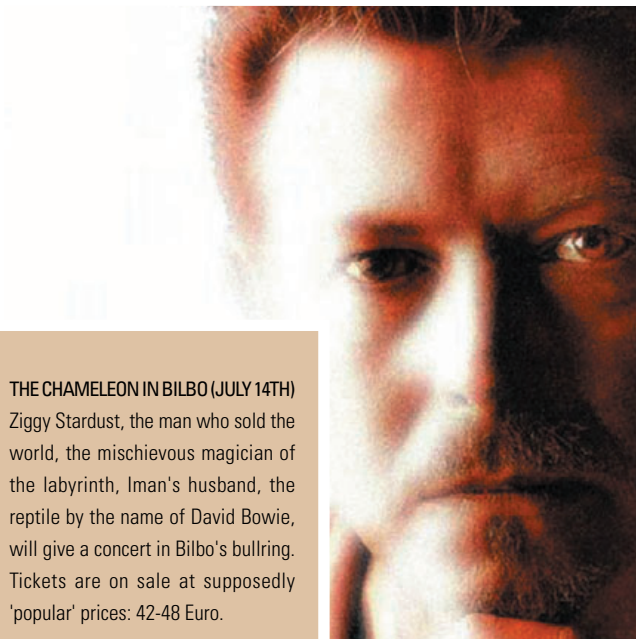 THE CHAMELEON IN BILBO (JULY 14TH)
Ziggy Stardust, the man who sold the
world, the mischievous magician of
the labyrinth, Iman's husband, the
reptile by the name of David Bowie,
will give a concert in Bilbo's bullring.
Tickets are on sale at supposedly
'popular' prices: 42-48 Euro.